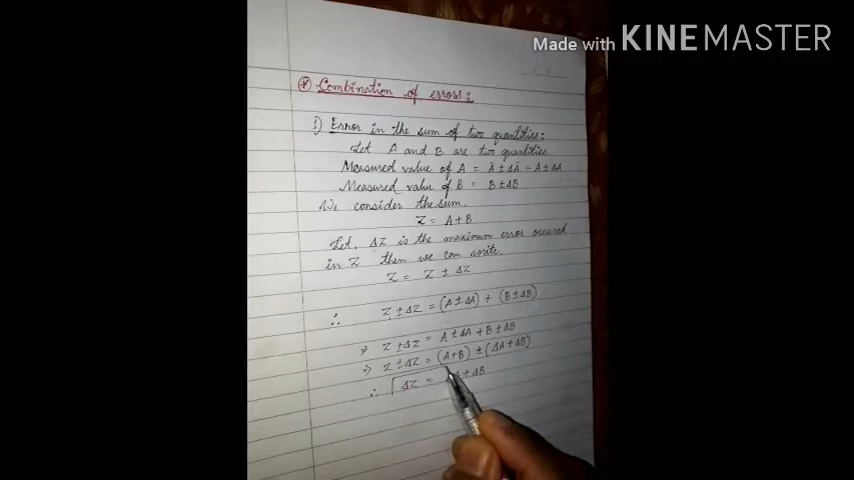 Made with KINEMASTER
⊛ Combination of errors:
1) Error in the sum of two quantities:
Let A and B are two quantities.
Measured value of A = A ± ΔA = A ± ΔA
Measured value of B = B ± ΔB
We consider the sum,
Z = A + B
Let, ΔZ is the maximum error occured
in Z then we can write,
Z = Z ± ΔZ
∴ Z ± ΔZ = (A ± ΔA) + (B ± ΔB)
⇒ Z ± ΔZ = A ± ΔA + B ± ΔB
⇒ Z ± ΔZ = (A+B) ± (ΔA + ΔB)
∴ ΔZ = A + ΔB